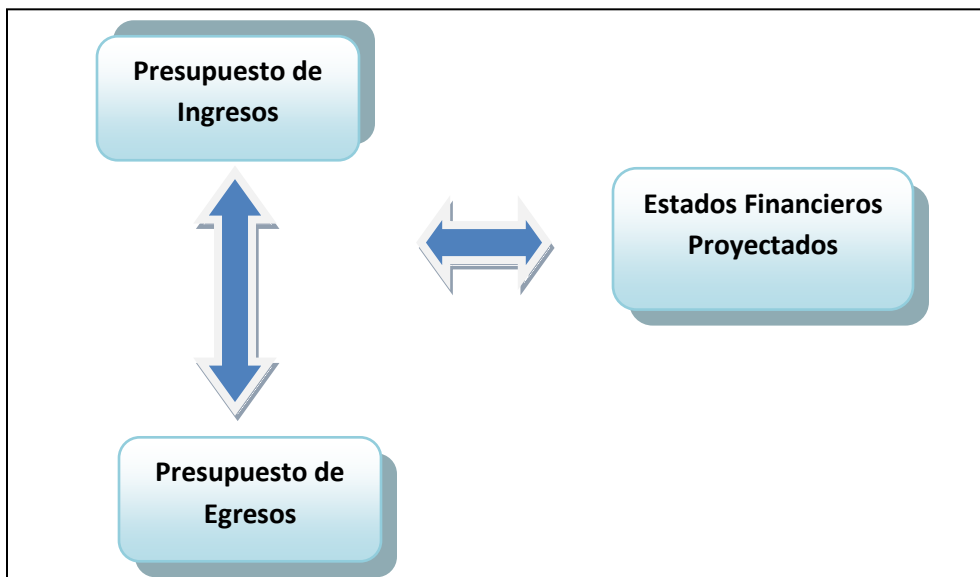 Presupuesto de
Ingresos
Estados Financieros
Proyectados
Presupuesto de
Egresos